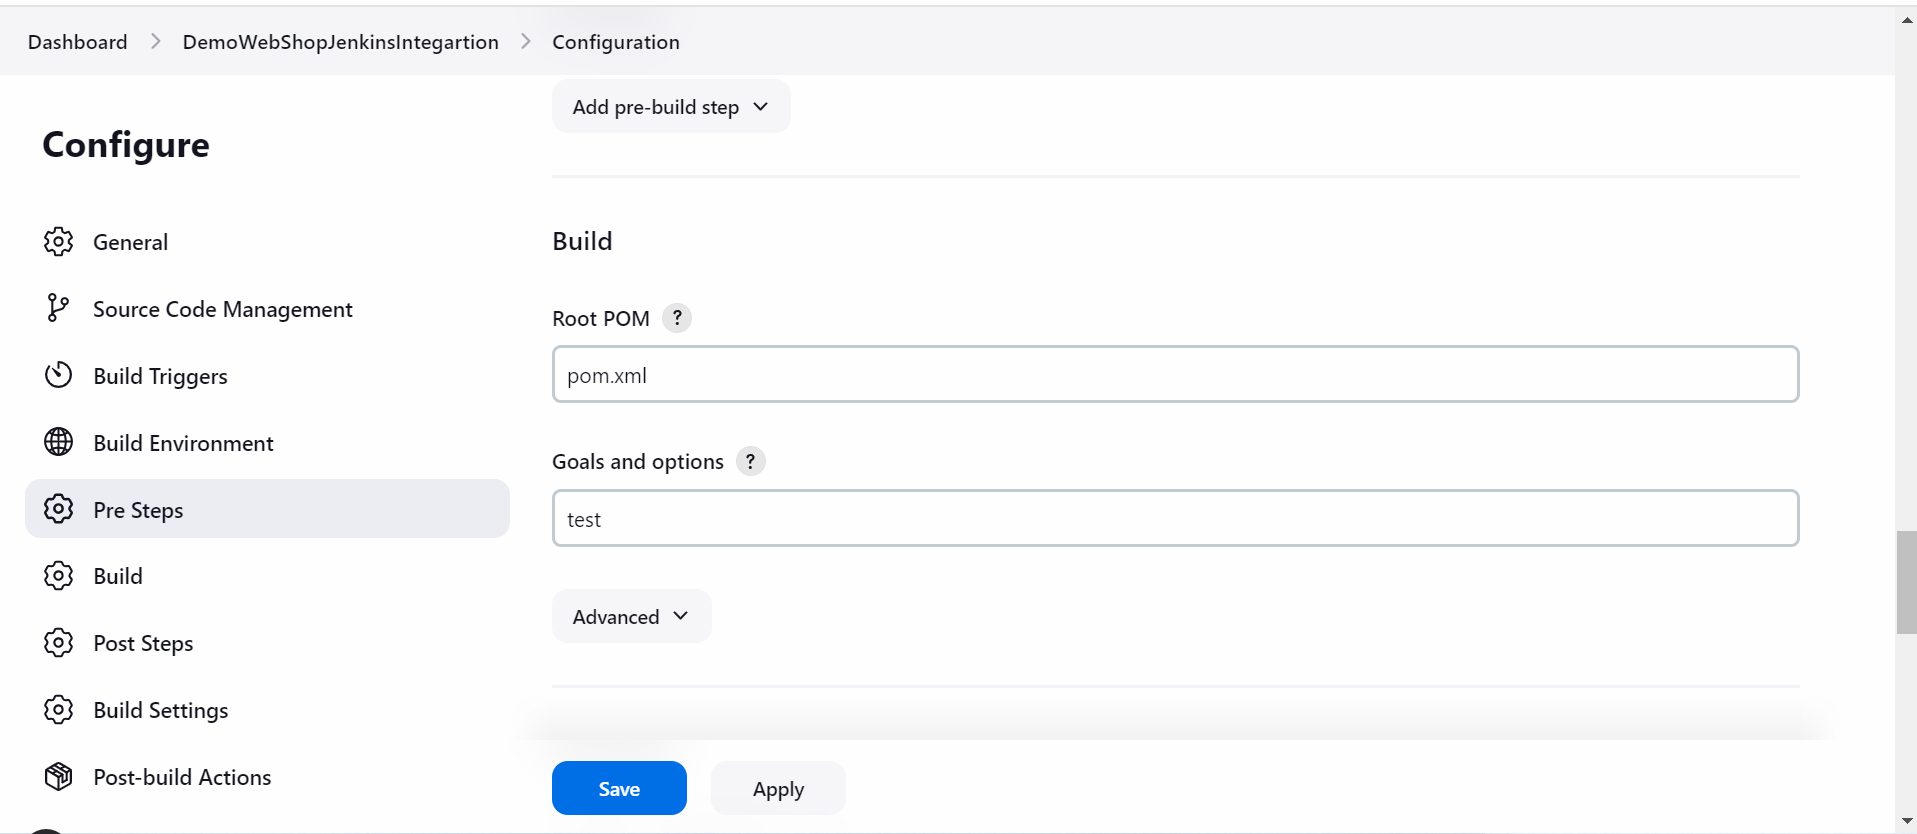 Dashboard > DemoWebShopJenkinsIntegartion > Configuration
Configure
General
Source Code Management
Build Triggers
Build Environment
Pre Steps
Build
Post Steps
Build Settings
Post-build Actions
Add pre-build step
Build
Root POM ?
pom.xml
Goals and options ?
test
Advanced
Save Apply